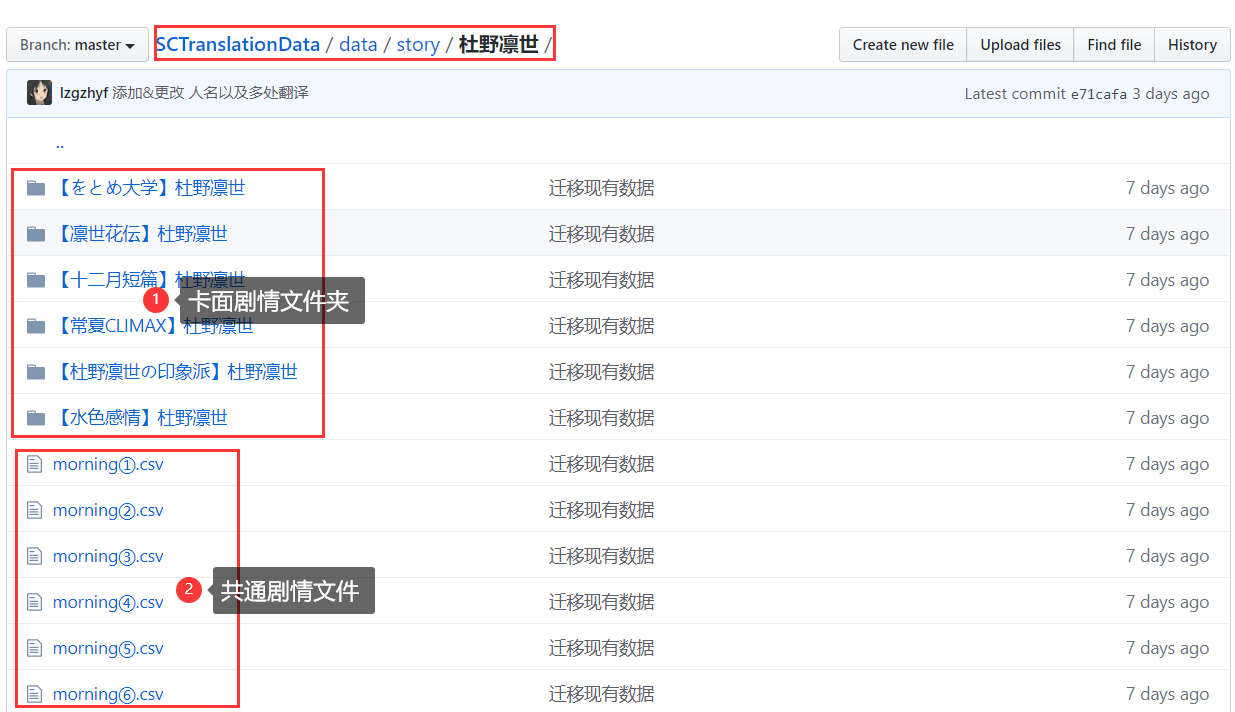 Branch: master SCTranslationData / data / story / 杜野凛世 / Create new file Upload files Find file History
lzgzhyf 添加&更改 人名以及多处翻译 Latest commit e71cafa 3 days ago
..
【をとめ大学】杜野凛世 迁移现有数据 7 days ago
【凛世花伝】杜野凛世 迁移现有数据 7 days ago
【十二月短篇】杜野凛世 迁移现有数据 7 days ago
1 卡面剧情文件夹
【常夏CLIMAX】杜野凛世 迁移现有数据 7 days ago
【杜野凛世の印象派】杜野凛世 迁移现有数据 7 days ago
【水色感情】杜野凛世 迁移现有数据 7 days ago
morning①.csv 迁移现有数据 7 days ago
morning②.csv 迁移现有数据 7 days ago
morning③.csv 迁移现有数据 7 days ago
2 共通剧情文件
morning④.csv 迁移现有数据 7 days ago
morning⑤.csv 迁移现有数据 7 days ago
morning⑥.csv 迁移现有数据 7 days ago